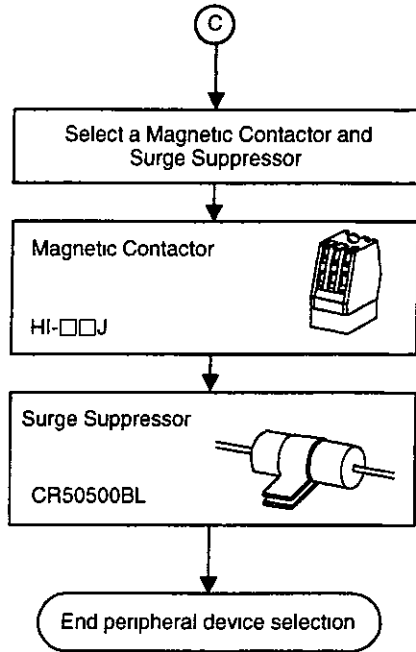 C
Select a Magnetic Contactor and
Surge Suppressor
Magnetic Contactor
HI-□□J
Surge Suppressor
CR50500BL
End peripheral device selection